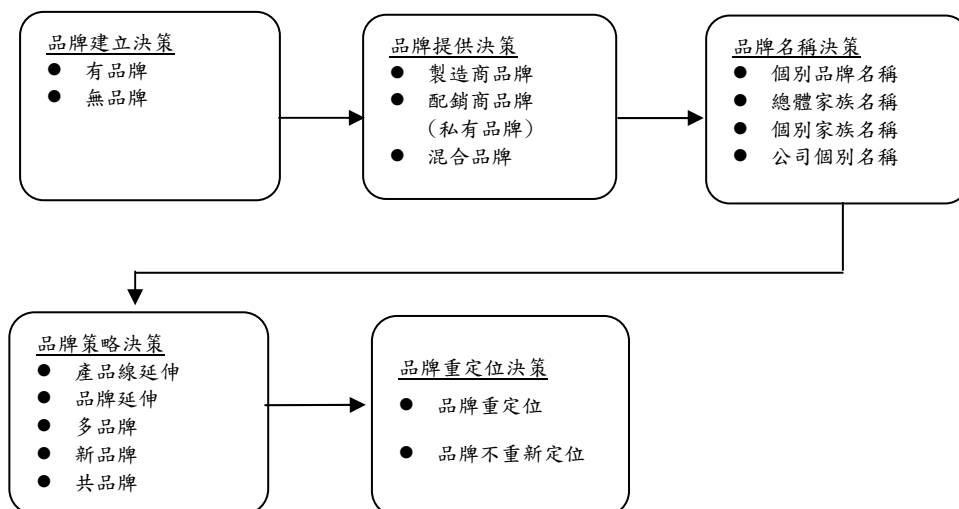 品牌建立決策
● 有品牌
● 無品牌
品牌提供決策
● 製造商品牌
● 配銷商品牌
(私有品牌)
● 混合品牌
品牌名稱決策
● 個別品牌名稱
● 總體家族名稱
● 個別家族名稱
● 公司個別名稱
品牌策略決策
● 產品線延伸
● 品牌延伸
● 多品牌
● 新品牌
● 共品牌
品牌重定位決策
● 品牌重定位
● 品牌不重新定位